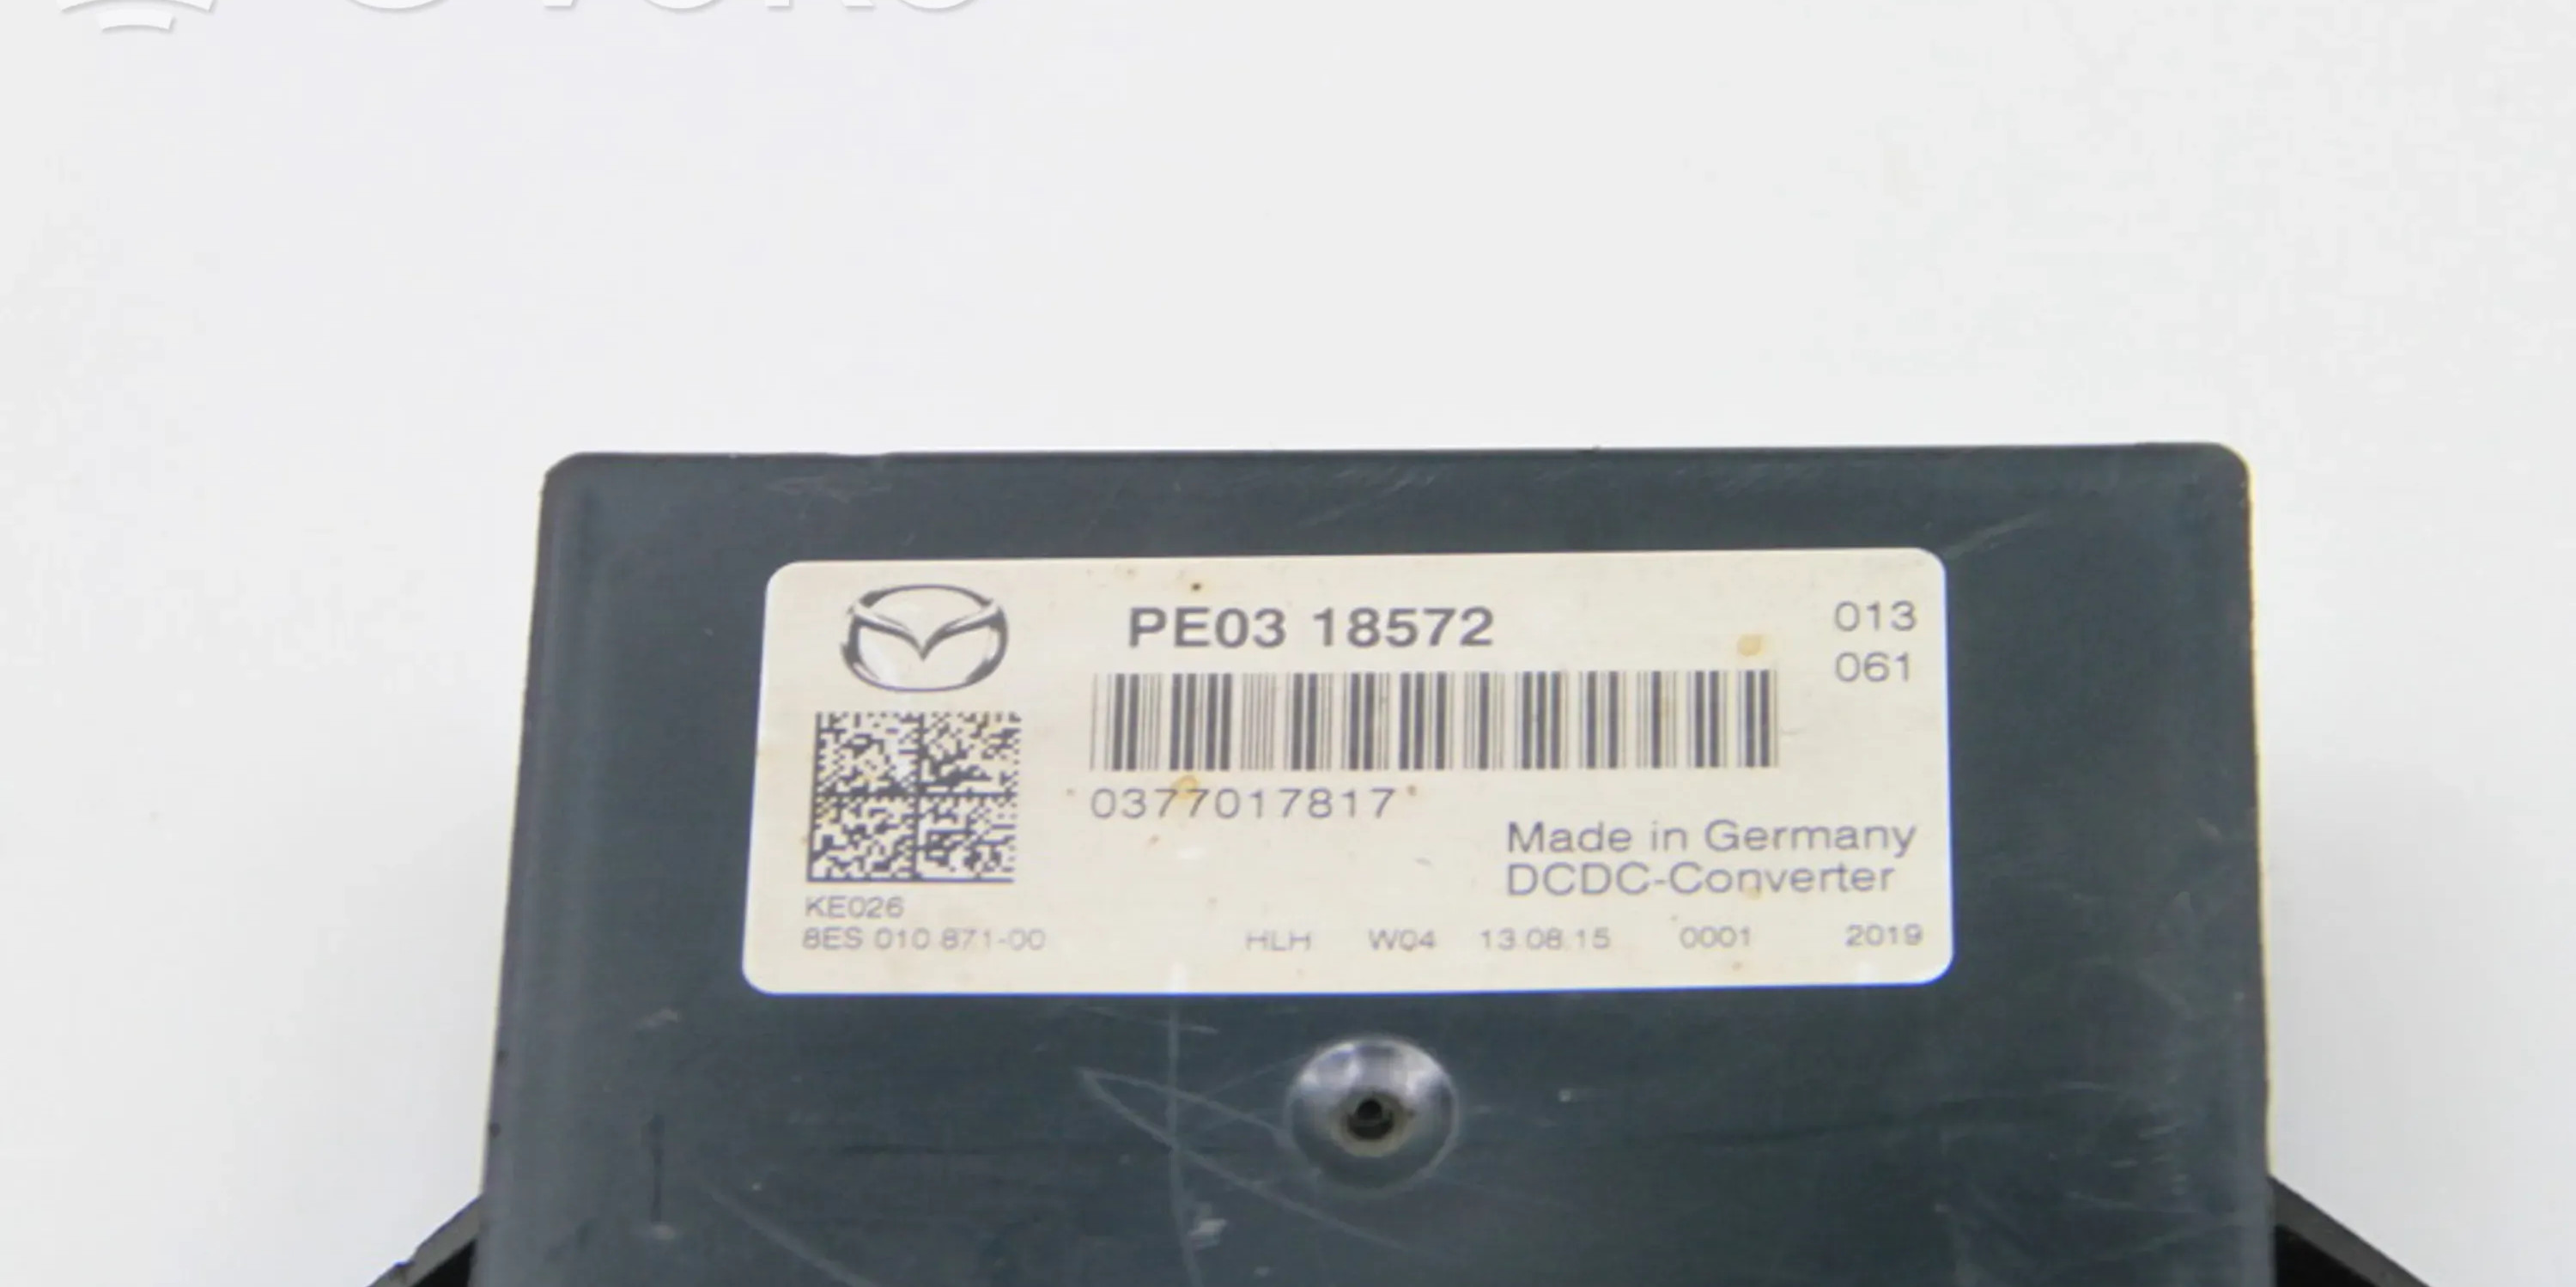 PE03 18572
013
061
0377017817
Made in Germany
DCDC-Converter
KE026
8ES 010 871-00 HLH W04 13.08.15 0001 2019